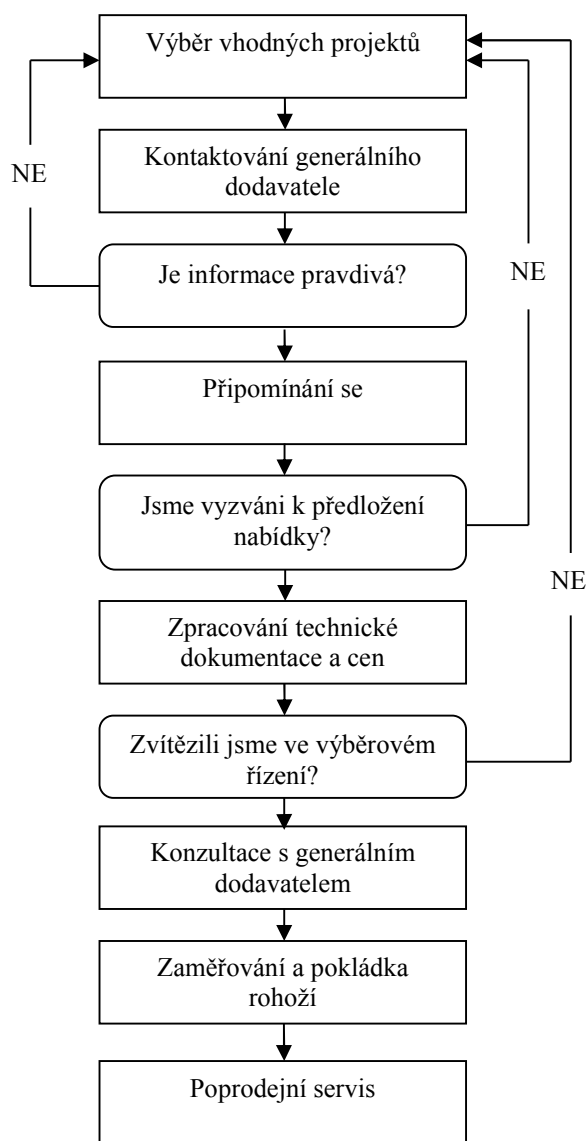 Výběr vhodných projektů
Kontaktování generálního
dodavatele
NE
Je informace pravdivá?
NE
Připomínání se
Jsme vyzváni k předložení
nabídky?
NE
Zpracování technické
dokumentace a cen
Zvítězili jsme ve výběrovém
řízení?
Konzultace s generálním
dodavatelem
Zaměřování a pokládka
rohoží
Poprodejní servis